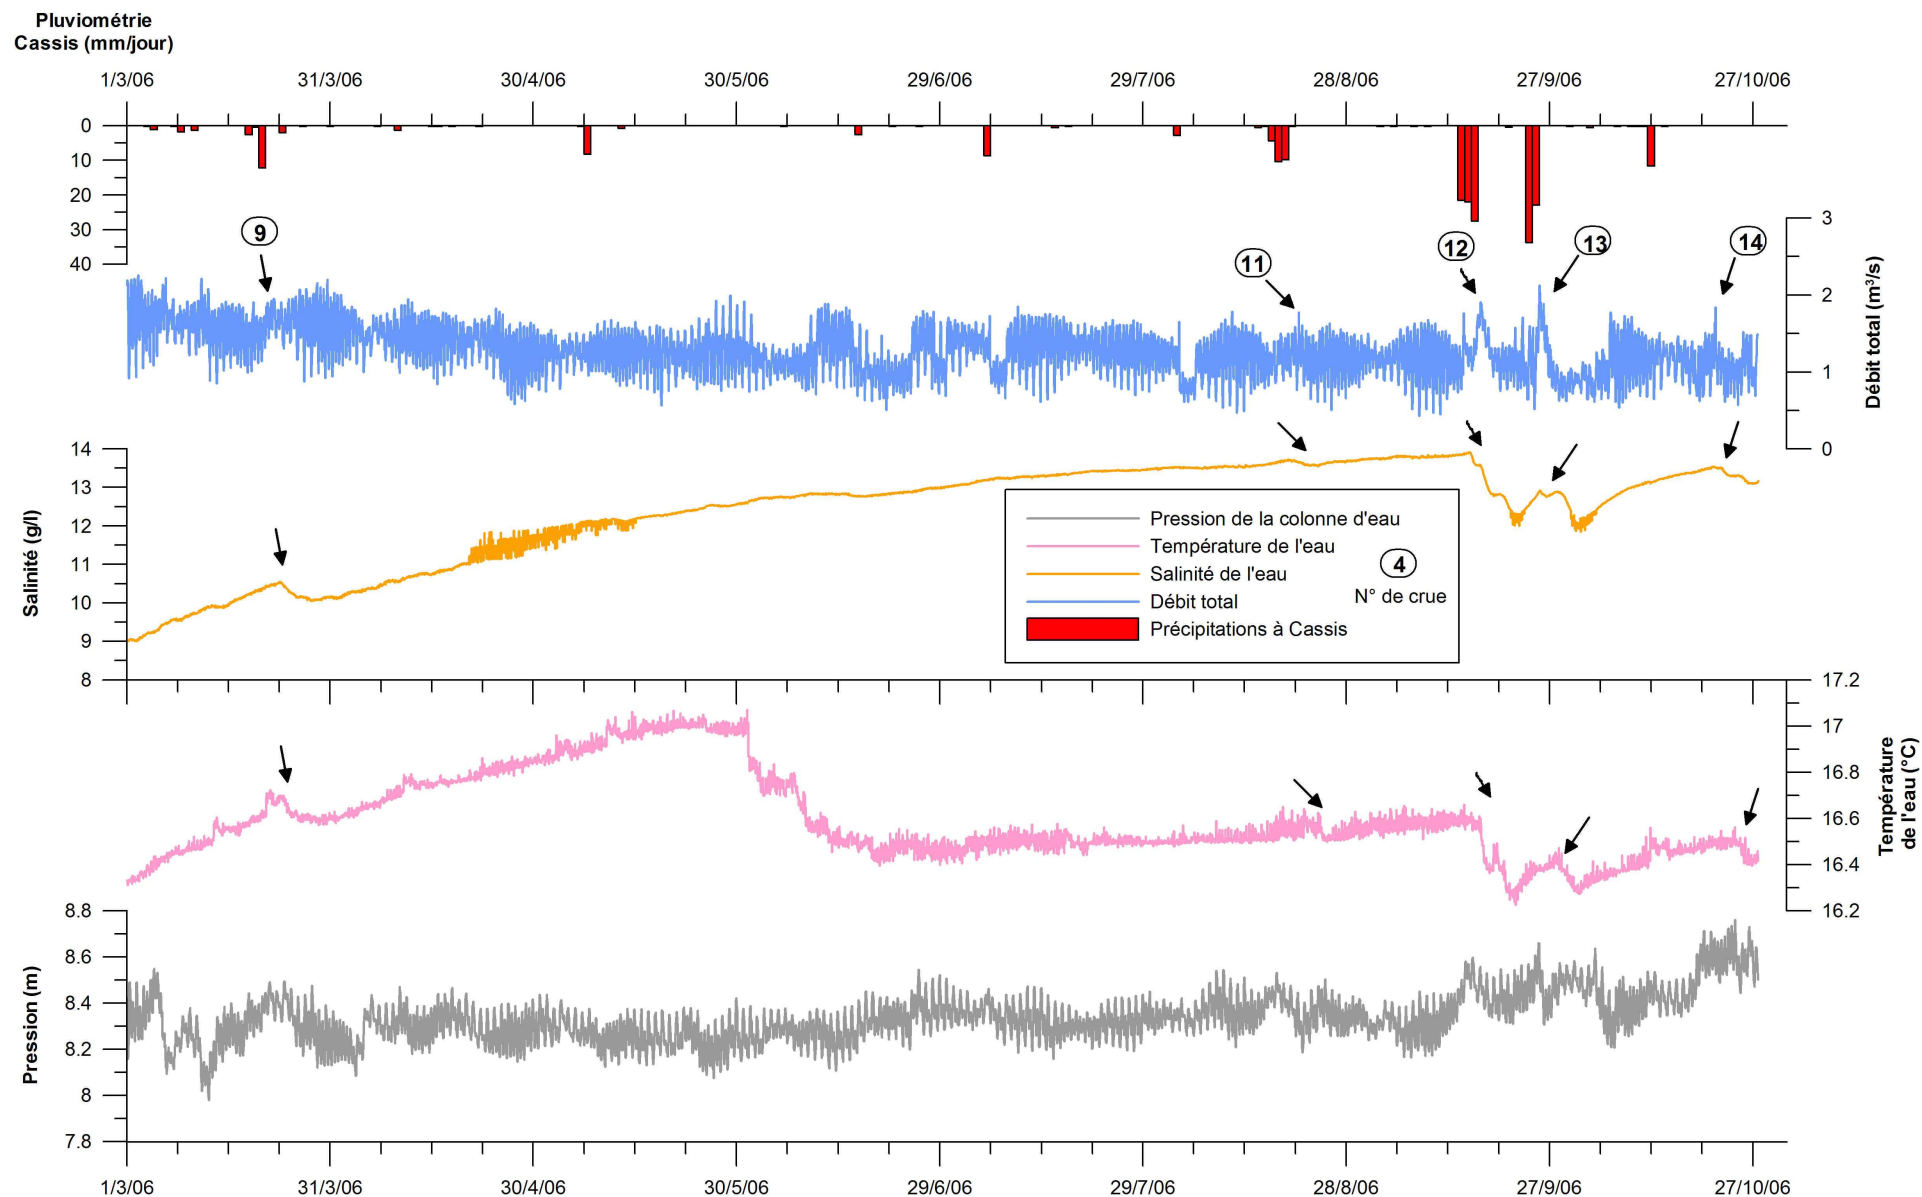 Pluviométrie
Cassis (mm/jour)
1/3/06 31/3/06 30/4/06 30/5/06 29/6/06 29/7/06 28/8/06 27/9/06 27/10/06
0
10
20
30
40
9
11
12
13
14
3
2
1
0
Débit total (m³/s)
14
13
12
11
10
9
8
Salinité (g/l)
Pression de la colonne d'eau
Température de l'eau
Salinité de l'eau
Débit total
Précipitations à Cassis
4
N° de crue
17.2
17
16.8
16.6
16.4
16.2
Température
de l'eau (°C)
8.8
8.6
8.4
8.2
8
7.8
Pression (m)
1/3/06 31/3/06 30/4/06 30/5/06 29/6/06 29/7/06 28/8/06 27/9/06 27/10/06